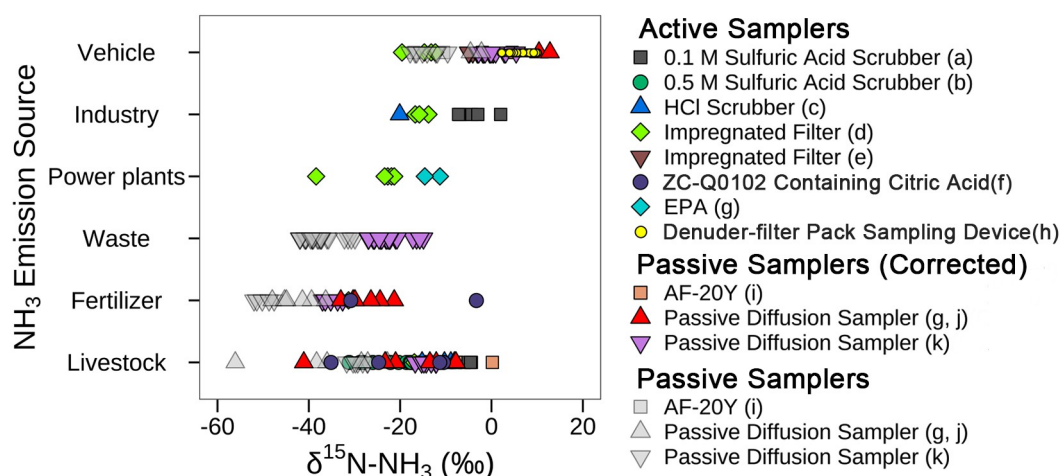 NH3 Emission Source
Vehicle
Industry
Power plants
Waste
Fertilizer
Livestock
-60
-40
-20
0
20
δ15N-NH3 (‰)
Active Samplers
0.1 M Sulfuric Acid Scrubber (a)
0.5 M Sulfuric Acid Scrubber (b)
HCl Scrubber (c)
Impregnated Filter (d)
Impregnated Filter (e)
ZC-Q0102 Containing Citric Acid(f)
EPA (g)
Denuder-filter Pack Sampling Device(h)
Passive Samplers (Corrected)
AF-20Y (i)
Passive Diffusion Sampler (g, j)
Passive Diffusion Sampler (k)
Passive Samplers
AF-20Y (i)
Passive Diffusion Sampler (g, j)
Passive Diffusion Sampler (k)